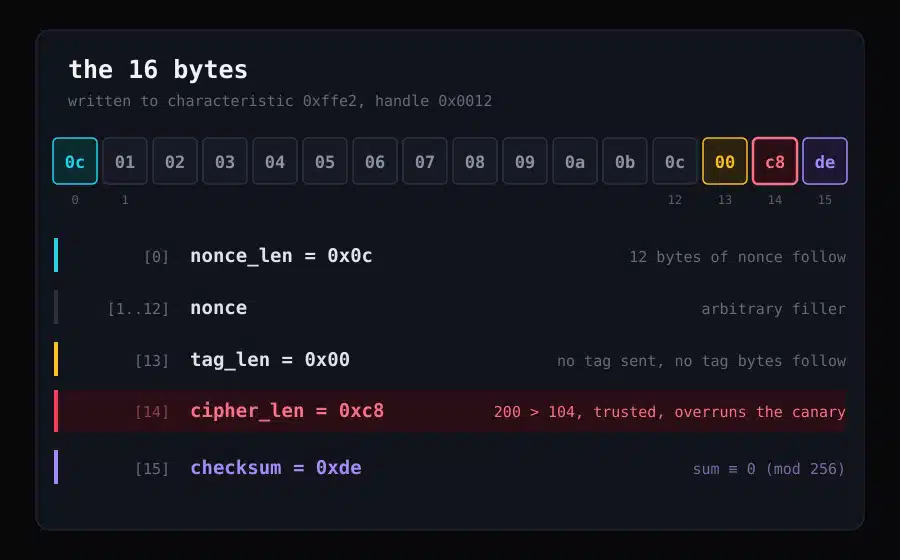 the 16 bytes
written to characteristic 0xffe2, handle 0x0012
0c 01 02 03 04 05 06 07 08 09 0a 0b 0c 00 c8 de
0 1 12 13 14 15
[0] nonce_len = 0x0c 12 bytes of nonce follow
[1..12] nonce arbitrary filler
[13] tag_len = 0x00 no tag sent, no tag bytes follow
[14] cipher_len = 0xc8 200 > 104, trusted, overruns the canary
[15] checksum = 0xde sum ≡ 0 (mod 256)